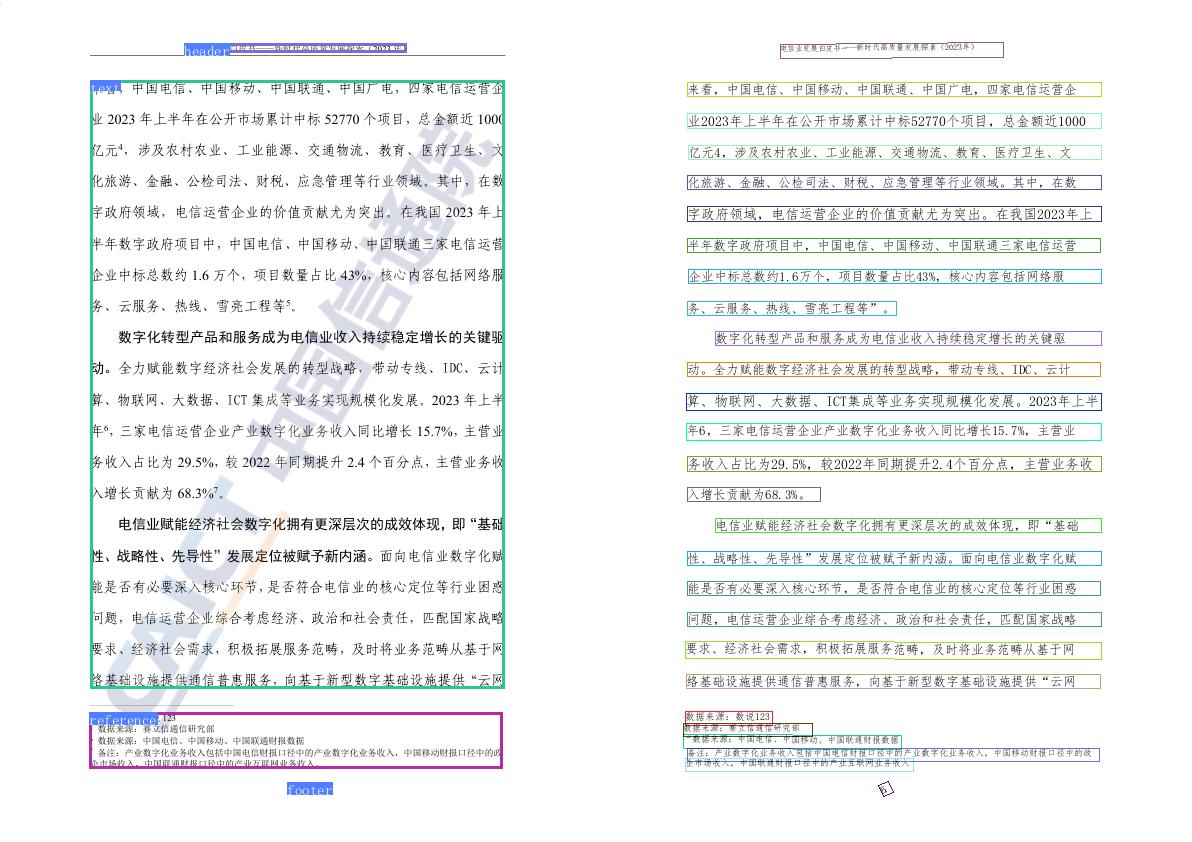 header
text
中国电信、中国移动、中国联通、中国广电，四家电信运营企
业 2023 年上半年在公开市场累计中标 52770 个项目，总金额近 1000
亿元4，涉及农村农业、工业能源、交通物流、教育、医疗卫生、文
化旅游、金融、公检司法、财税、应急管理等行业领域。其中，在数
字政府领域，电信运营企业的价值贡献尤为突出。在我国 2023 年上
半年数字政府项目中，中国电信、中国移动、中国联通三家电信运营
企业中标总数约 1.6 万个，项目数量占比 43%，核心内容包括网络服
务、云服务、热线、雪亮工程等5。
数字化转型产品和服务成为电信业收入持续稳定增长的关键驱
动。全力赋能数字经济社会发展的转型战略，带动专线、IDC、云计
算、物联网、大数据、ICT 集成等业务实现规模化发展。2023 年上半
年6，三家电信运营企业产业数字化业务收入同比增长 15.7%，主营业
务收入占比为 29.5%，较 2022 年同期提升 2.4 个百分点，主营业务收
入增长贡献为 68.3%7。
电信业赋能经济社会数字化拥有更深层次的成效体现，即“基础
性、战略性、先导性”发展定位被赋予新内涵。面向电信业数字化赋
能是否有必要深入核心环节，是否符合电信业的核心定位等行业困惑
问题，电信运营企业综合考虑经济、政治和社会责任，匹配国家战略
要求、经济社会需求，积极拓展服务范畴，及时将业务范畴从基于网
络基础设施提供通信普惠服务，向基于新型数字基础设施提供“云网
CAICT 中国信通院
reference 123
数据来源：赛立信通信研究部
数据来源：中国电信、中国移动、中国联通财报数据
备注：产业数字化业务收入包括中国电信财报口径中的产业数字化业务收入，中国移动财报口径中的政
企市场收入，中国联通财报口径中的产业互联网业务收入。
footer
电信业发展白皮书——新时代高质量发展探索（2023年）
来看，中国电信、中国移动、中国联通、中国广电，四家电信运营企
业2023年上半年在公开市场累计中标52770个项目，总金额近1000
亿元4，涉及农村农业、工业能源、交通物流、教育、医疗卫生、文
化旅游、金融、公检司法、财税、应急管理等行业领域。其中，在数
字政府领域，电信运营企业的价值贡献尤为突出。在我国2023年上
半年数字政府项目中，中国电信、中国移动、中国联通三家电信运营
企业中标总数约1.6万个，项目数量占比43%，核心内容包括网络服
务、云服务、热线、雪亮工程等”。
数字化转型产品和服务成为电信业收入持续稳定增长的关键驱
动。全力赋能数字经济社会发展的转型战略，带动专线、IDC、云计
算、物联网、大数据、ICT集成等业务实现规模化发展。2023年上半
年6，三家电信运营企业产业数字化业务收入同比增长15.7%，主营业
务收入占比为29.5%，较2022年同期提升2.4个百分点，主营业务收
入增长贡献为68.3%。
电信业赋能经济社会数字化拥有更深层次的成效体现，即“基础
性、战略性、先导性”发展定位被赋予新内涵。面向电信业数字化赋
能是否有必要深入核心环节，是否符合电信业的核心定位等行业困惑
问题，电信运营企业综合考虑经济、政治和社会责任，匹配国家战略
要求、经济社会需求，积极拓展服务范畴，及时将业务范畴从基于网
络基础设施提供通信普惠服务，向基于新型数字基础设施提供“云网
数据来源：数说123
数据来源：赛立信通信研究部
“数据来源：中国电信、中国移动、中国联通财报数据
备注：产业数字化业务收入包括中国电信财报口径中的产业数字化业务收入，中国移动财报口径中的政
企市场收入，中国联通财报口径中的产业互联网业务收入